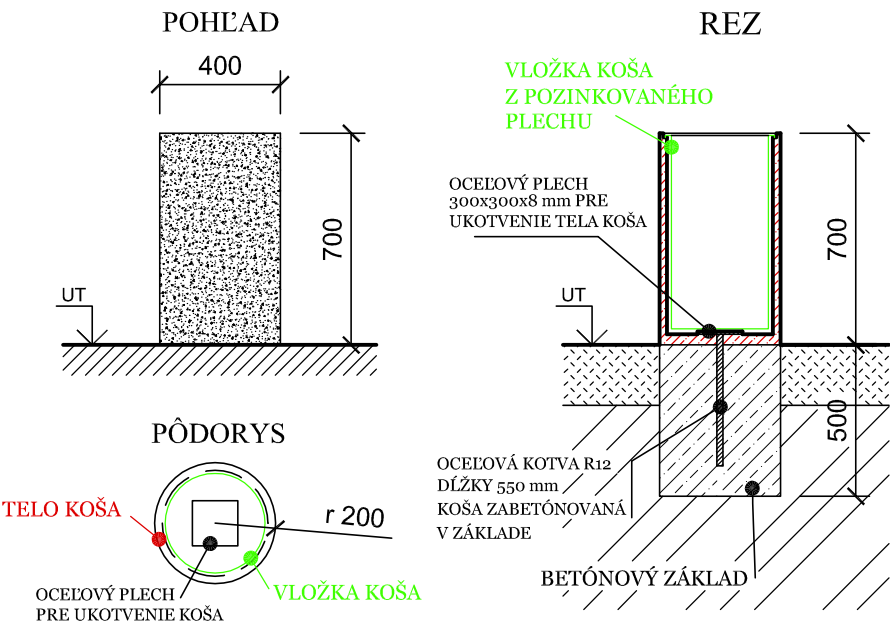 POHĽAD
400
700
UT
REZ
VLOŽKA KOŠA
Z POZINKOVANÉHO
PLECHU
OCEĽOVÝ PLECH
300x300x8 mm PRE
UKOTVENIE TELA KOŠA
UT
700
500
OCEĽOVÁ KOTVA R12
DĹŽKY 550 mm
KOŠA ZABETÓNOVANÁ
V ZÁKLADE
BETÓNOVÝ ZÁKLAD
PÔDORYS
TELO KOŠA
r 200
OCEĽOVÝ PLECH
PRE UKOTVENIE KOŠA
VLOŽKA KOŠA